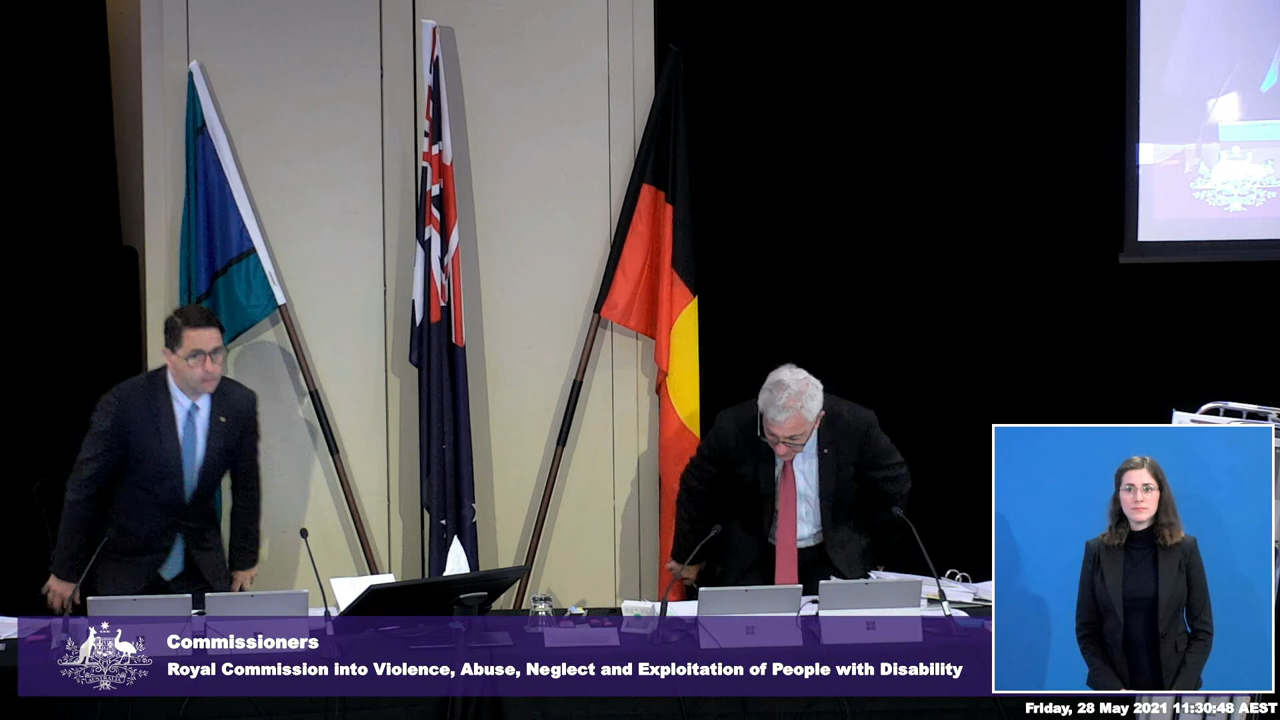 Commissioners
Royal Commission into Violence, Abuse, Neglect and Exploitation of People with Disability
AUSTRALIA
Friday, 28 May 2021 11:30:48 AEST